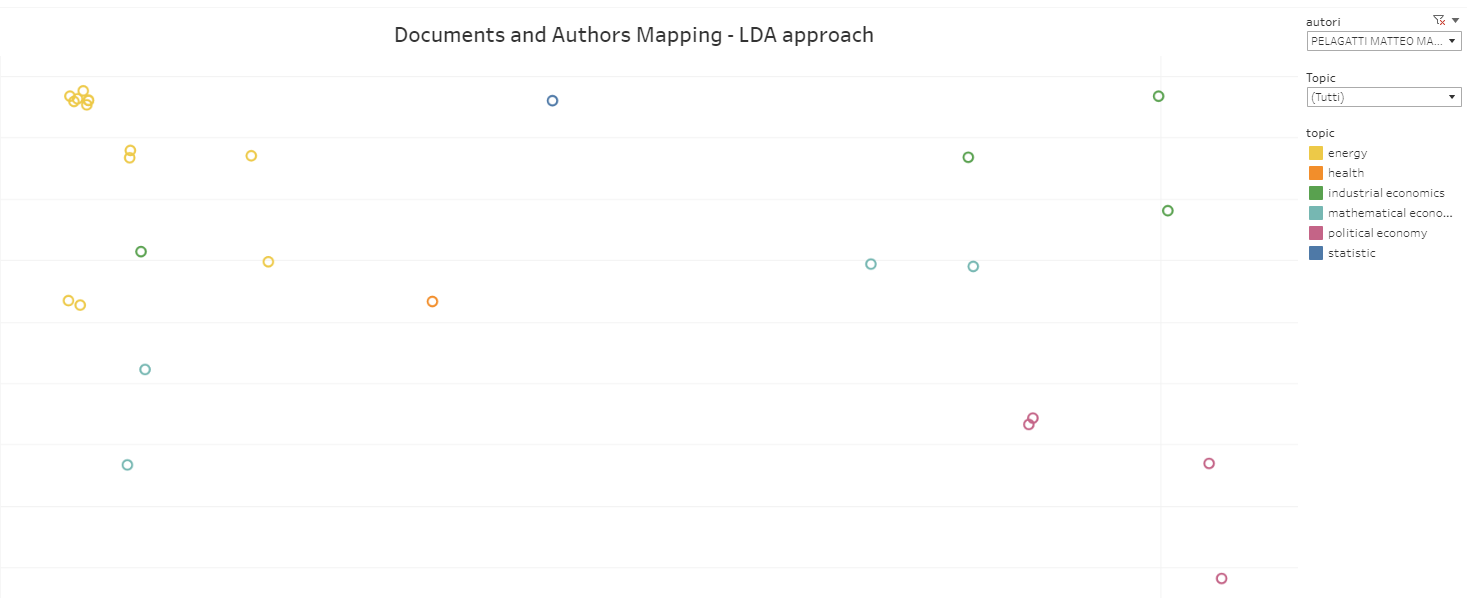 Documents and Authors Mapping - LDA approach
autori
PELAGATTI MATTEO MA...
Topic
(Tutti)
topic
energy
health
industrial economics
mathematical econo...
political economy
statistic